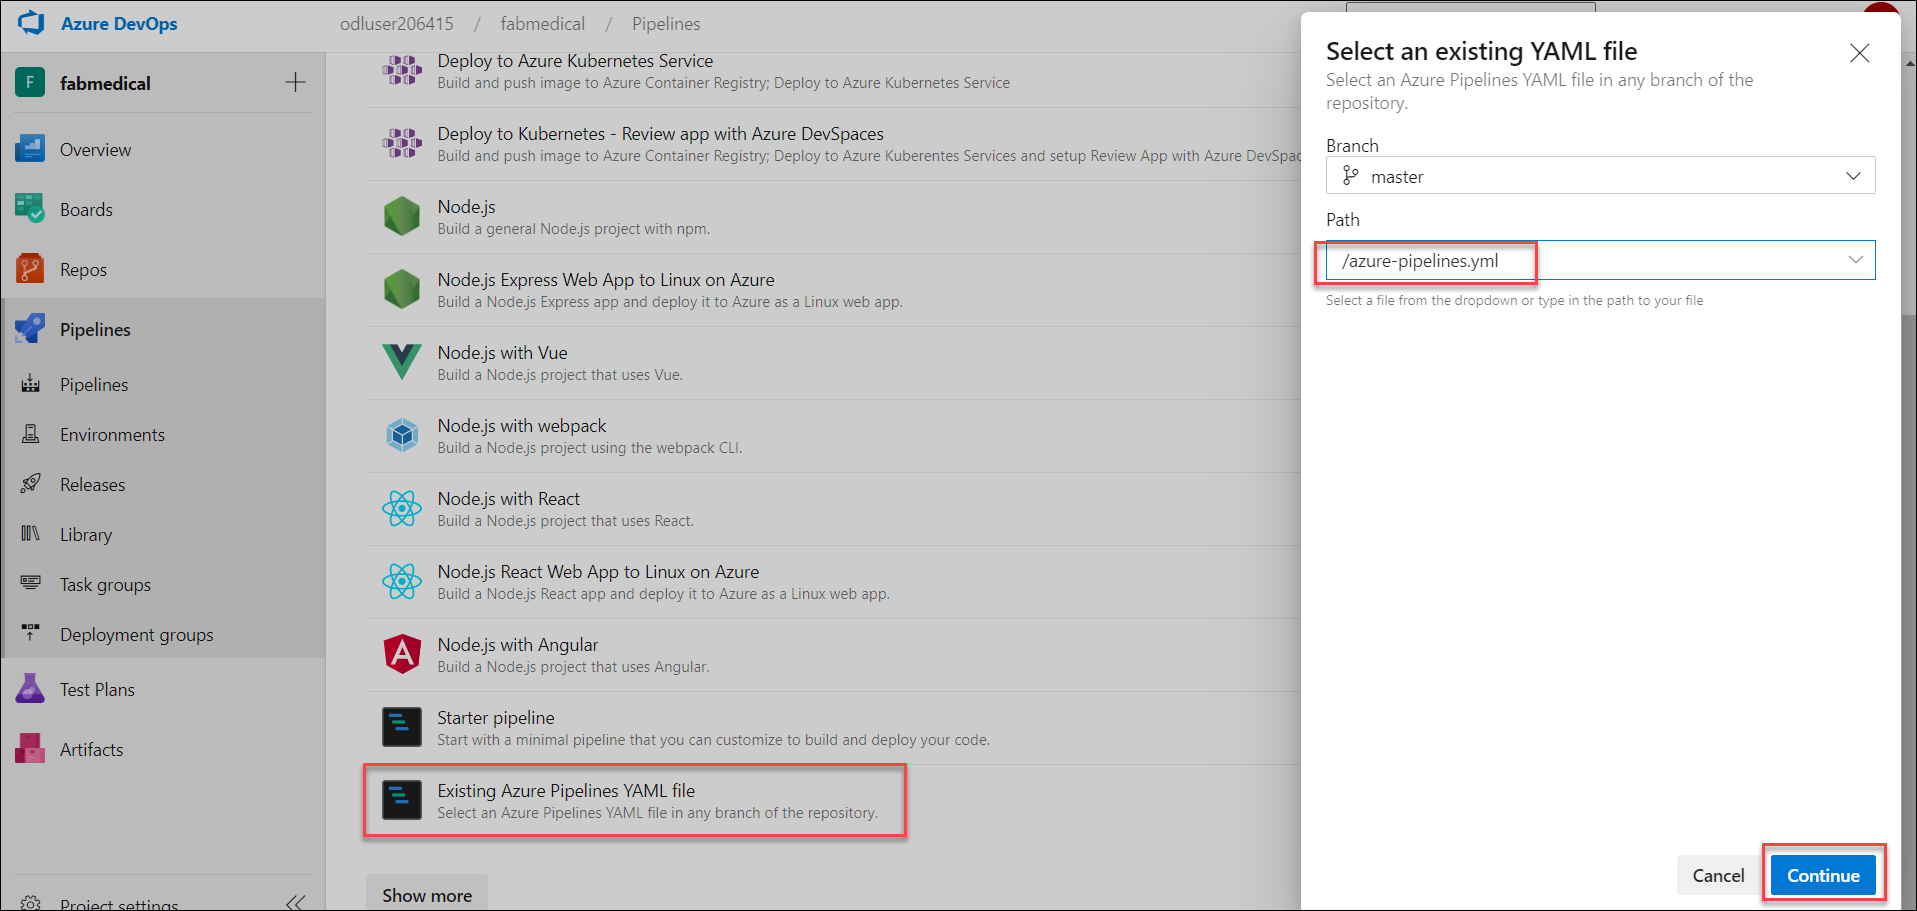 Azure DevOps
odluser206415 / fabmedical / Pipelines
F fabmedical
Overview
Boards
Repos
Pipelines
Pipelines
Environments
Releases
Library
Task groups
Deployment groups
Test Plans
Artifacts
Project settings
Deploy to Azure Kubernetes Service
Build and push image to Azure Container Registry; Deploy to Azure Kubernetes Service
Deploy to Kubernetes - Review app with Azure DevSpaces
Build and push image to Azure Container Registry; Deploy to Azure Kuberentes Services and setup Review App with Azure DevSpac
Node.js
Build a general Node.js project with npm.
Node.js Express Web App to Linux on Azure
Build a Node.js Express app and deploy it to Azure as a Linux web app.
Node.js with Vue
Build a Node.js project that uses Vue.
Node.js with webpack
Build a Node.js project using the webpack CLI.
Node.js with React
Build a Node.js project that uses React.
Node.js React Web App to Linux on Azure
Build a Node.js React app and deploy it to Azure as a Linux web app.
Node.js with Angular
Build a Node.js project that uses Angular.
Starter pipeline
Start with a minimal pipeline that you can customize to build and deploy your code.
Existing Azure Pipelines YAML file
Select an Azure Pipelines YAML file in any branch of the repository.
Show more
Select an existing YAML file
Select an Azure Pipelines YAML file in any branch of the
repository.
Branch
master
Path
/azure-pipelines.yml
Select a file from the dropdown or type in the path to your file
Cancel
Continue